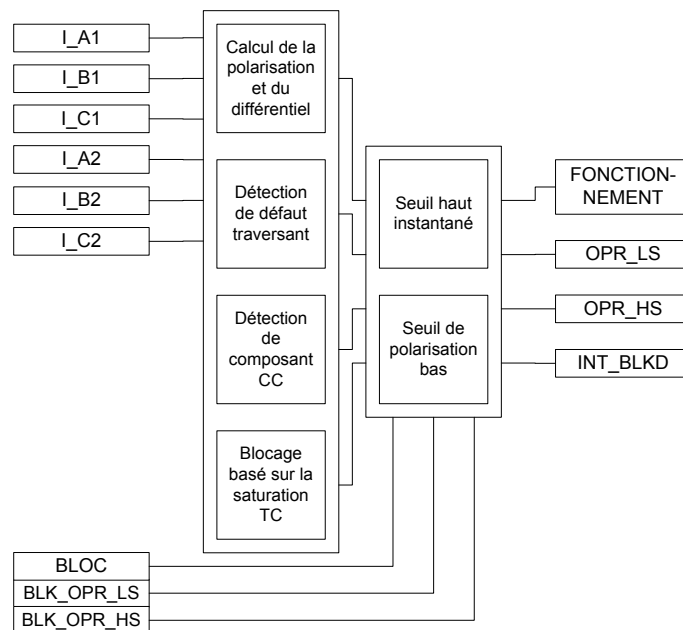 I_A1
I_B1
I_C1
I_A2
I_B2
I_C2
Calcul de la
polarisation
et du
différentiel
Détection
de défaut
traversant
Détection
de
composant
CC
Blocage
basé sur la
saturation
TC
Seuil haut
instantané
Seuil de
polarisation
bas
FONCTION-
NEMENT
OPR_LS
OPR_HS
INT_BLKD
BLOC
BLK_OPR_LS
BLK_OPR_HS